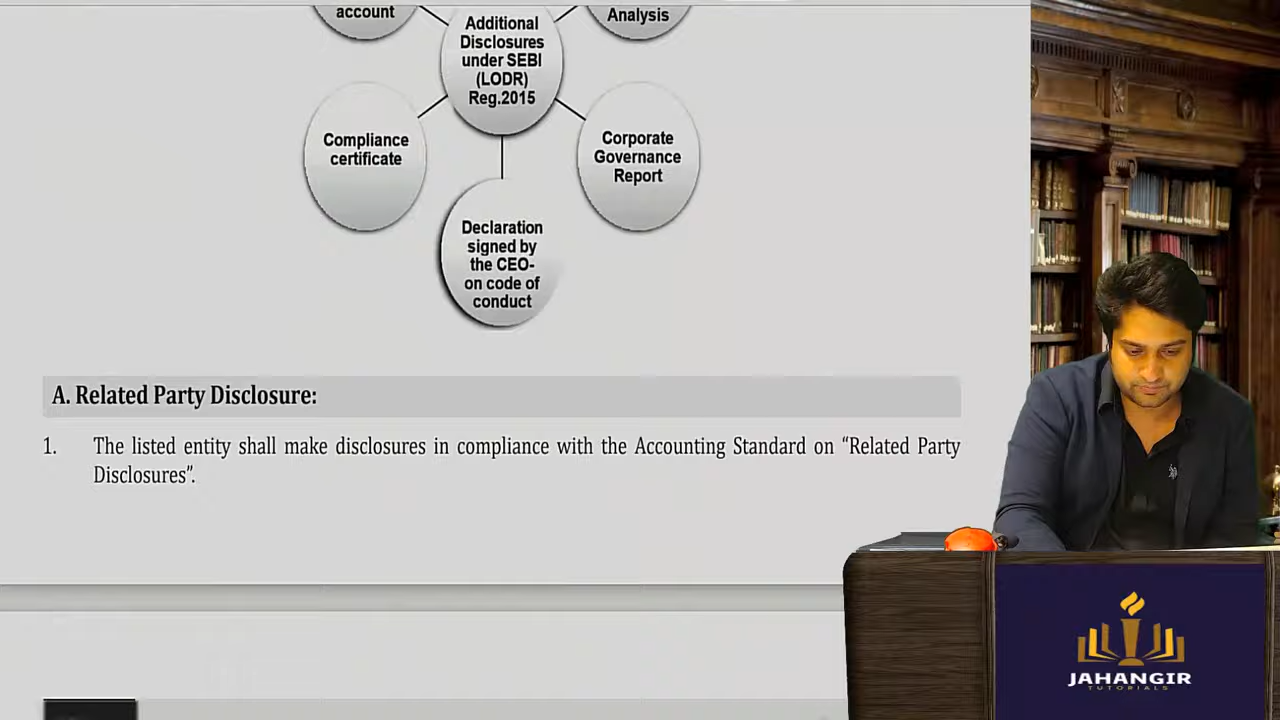 account
Additional
Disclosures
under SEBI
(LODR)
Reg.2015
Analysis
Compliance
certificate
Corporate
Governance
Report
Declaration
signed by
the CEO-
on code of
conduct
A. Related Party Disclosure:
1. The listed entity shall make disclosures in compliance with the Accounting Standard on “Related Party
Disclosures”.
JAHANGIR
TUTORIALS